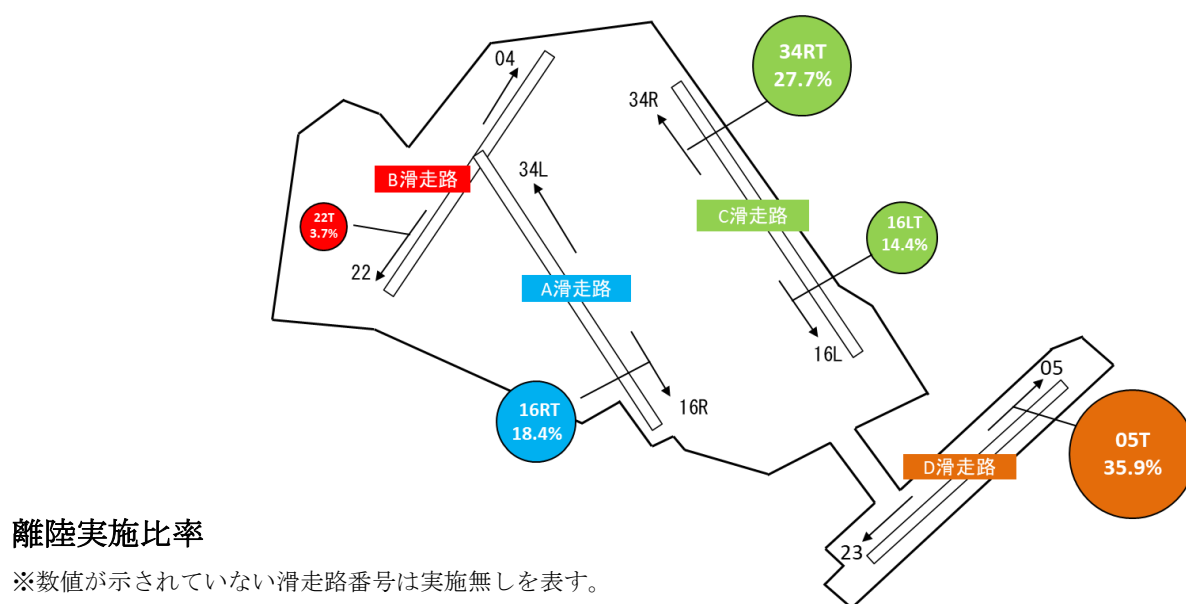 34RT
27.7%
04
34R
34L
B滑走路
22T
3.7%
C滑走路
16LT
14.4%
22
A滑走路
16L
05
16RT
18.4%
16R
05T
35.9%
D滑走路
23
離陸実施比率
※数値が示されていない滑走路番号は実施無しを表す。